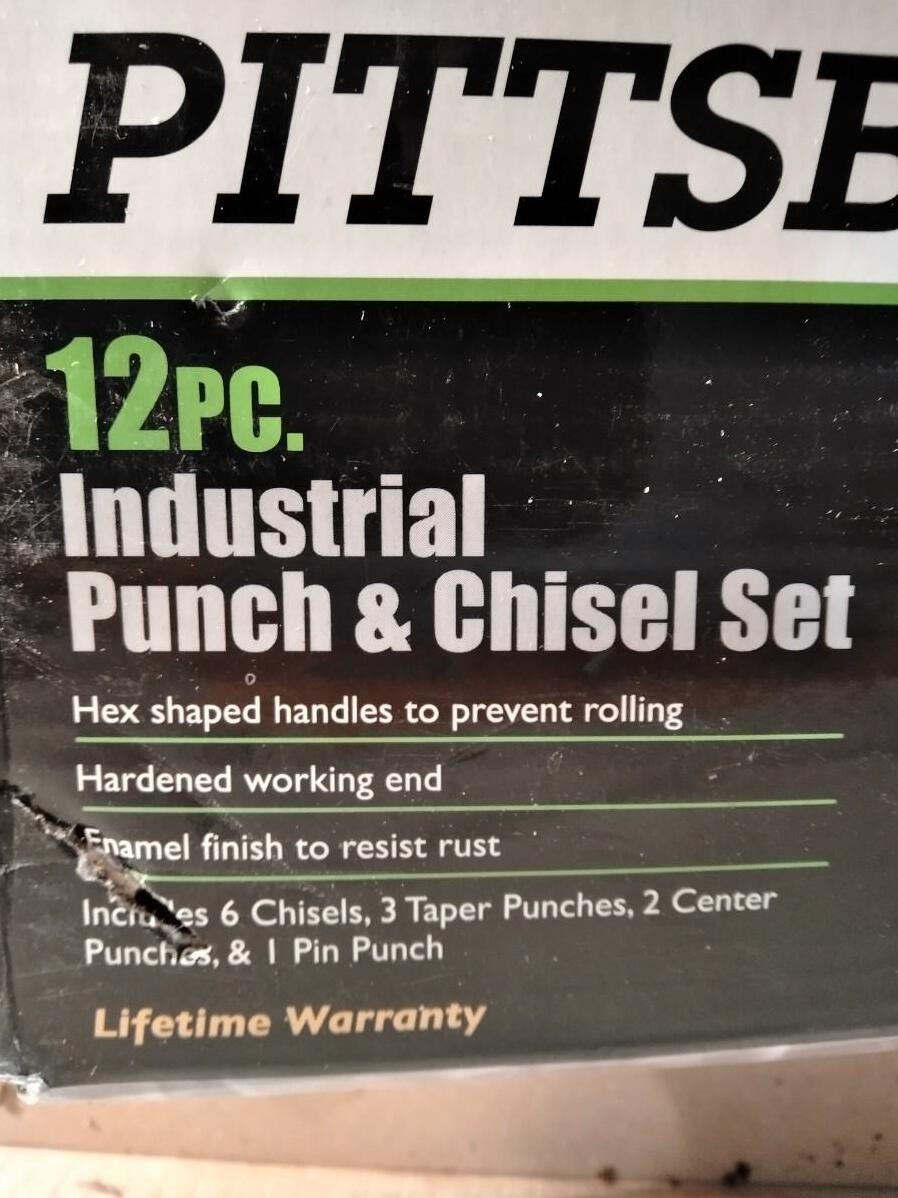 PITTSB
12PC.
Industrial
Punch & Chisel Set
Hex shaped handles to prevent rolling
Hardened working end
Enamel finish to resist rust
Includes 6 Chisels, 3 Taper Punches, 2 Center
Punches, & 1 Pin Punch
Lifetime Warranty